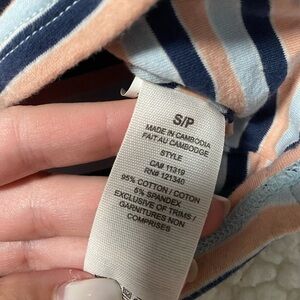 S/P
MADE IN CAMBODIA
FAIT AU CAMBODGE
STYLE
CA# 11319
RN# 121340
95% COTTON / COTON
5% SPANDEX
EXCLUSIVE OF TRIMS /
GARNITURES NON
COMPRISES